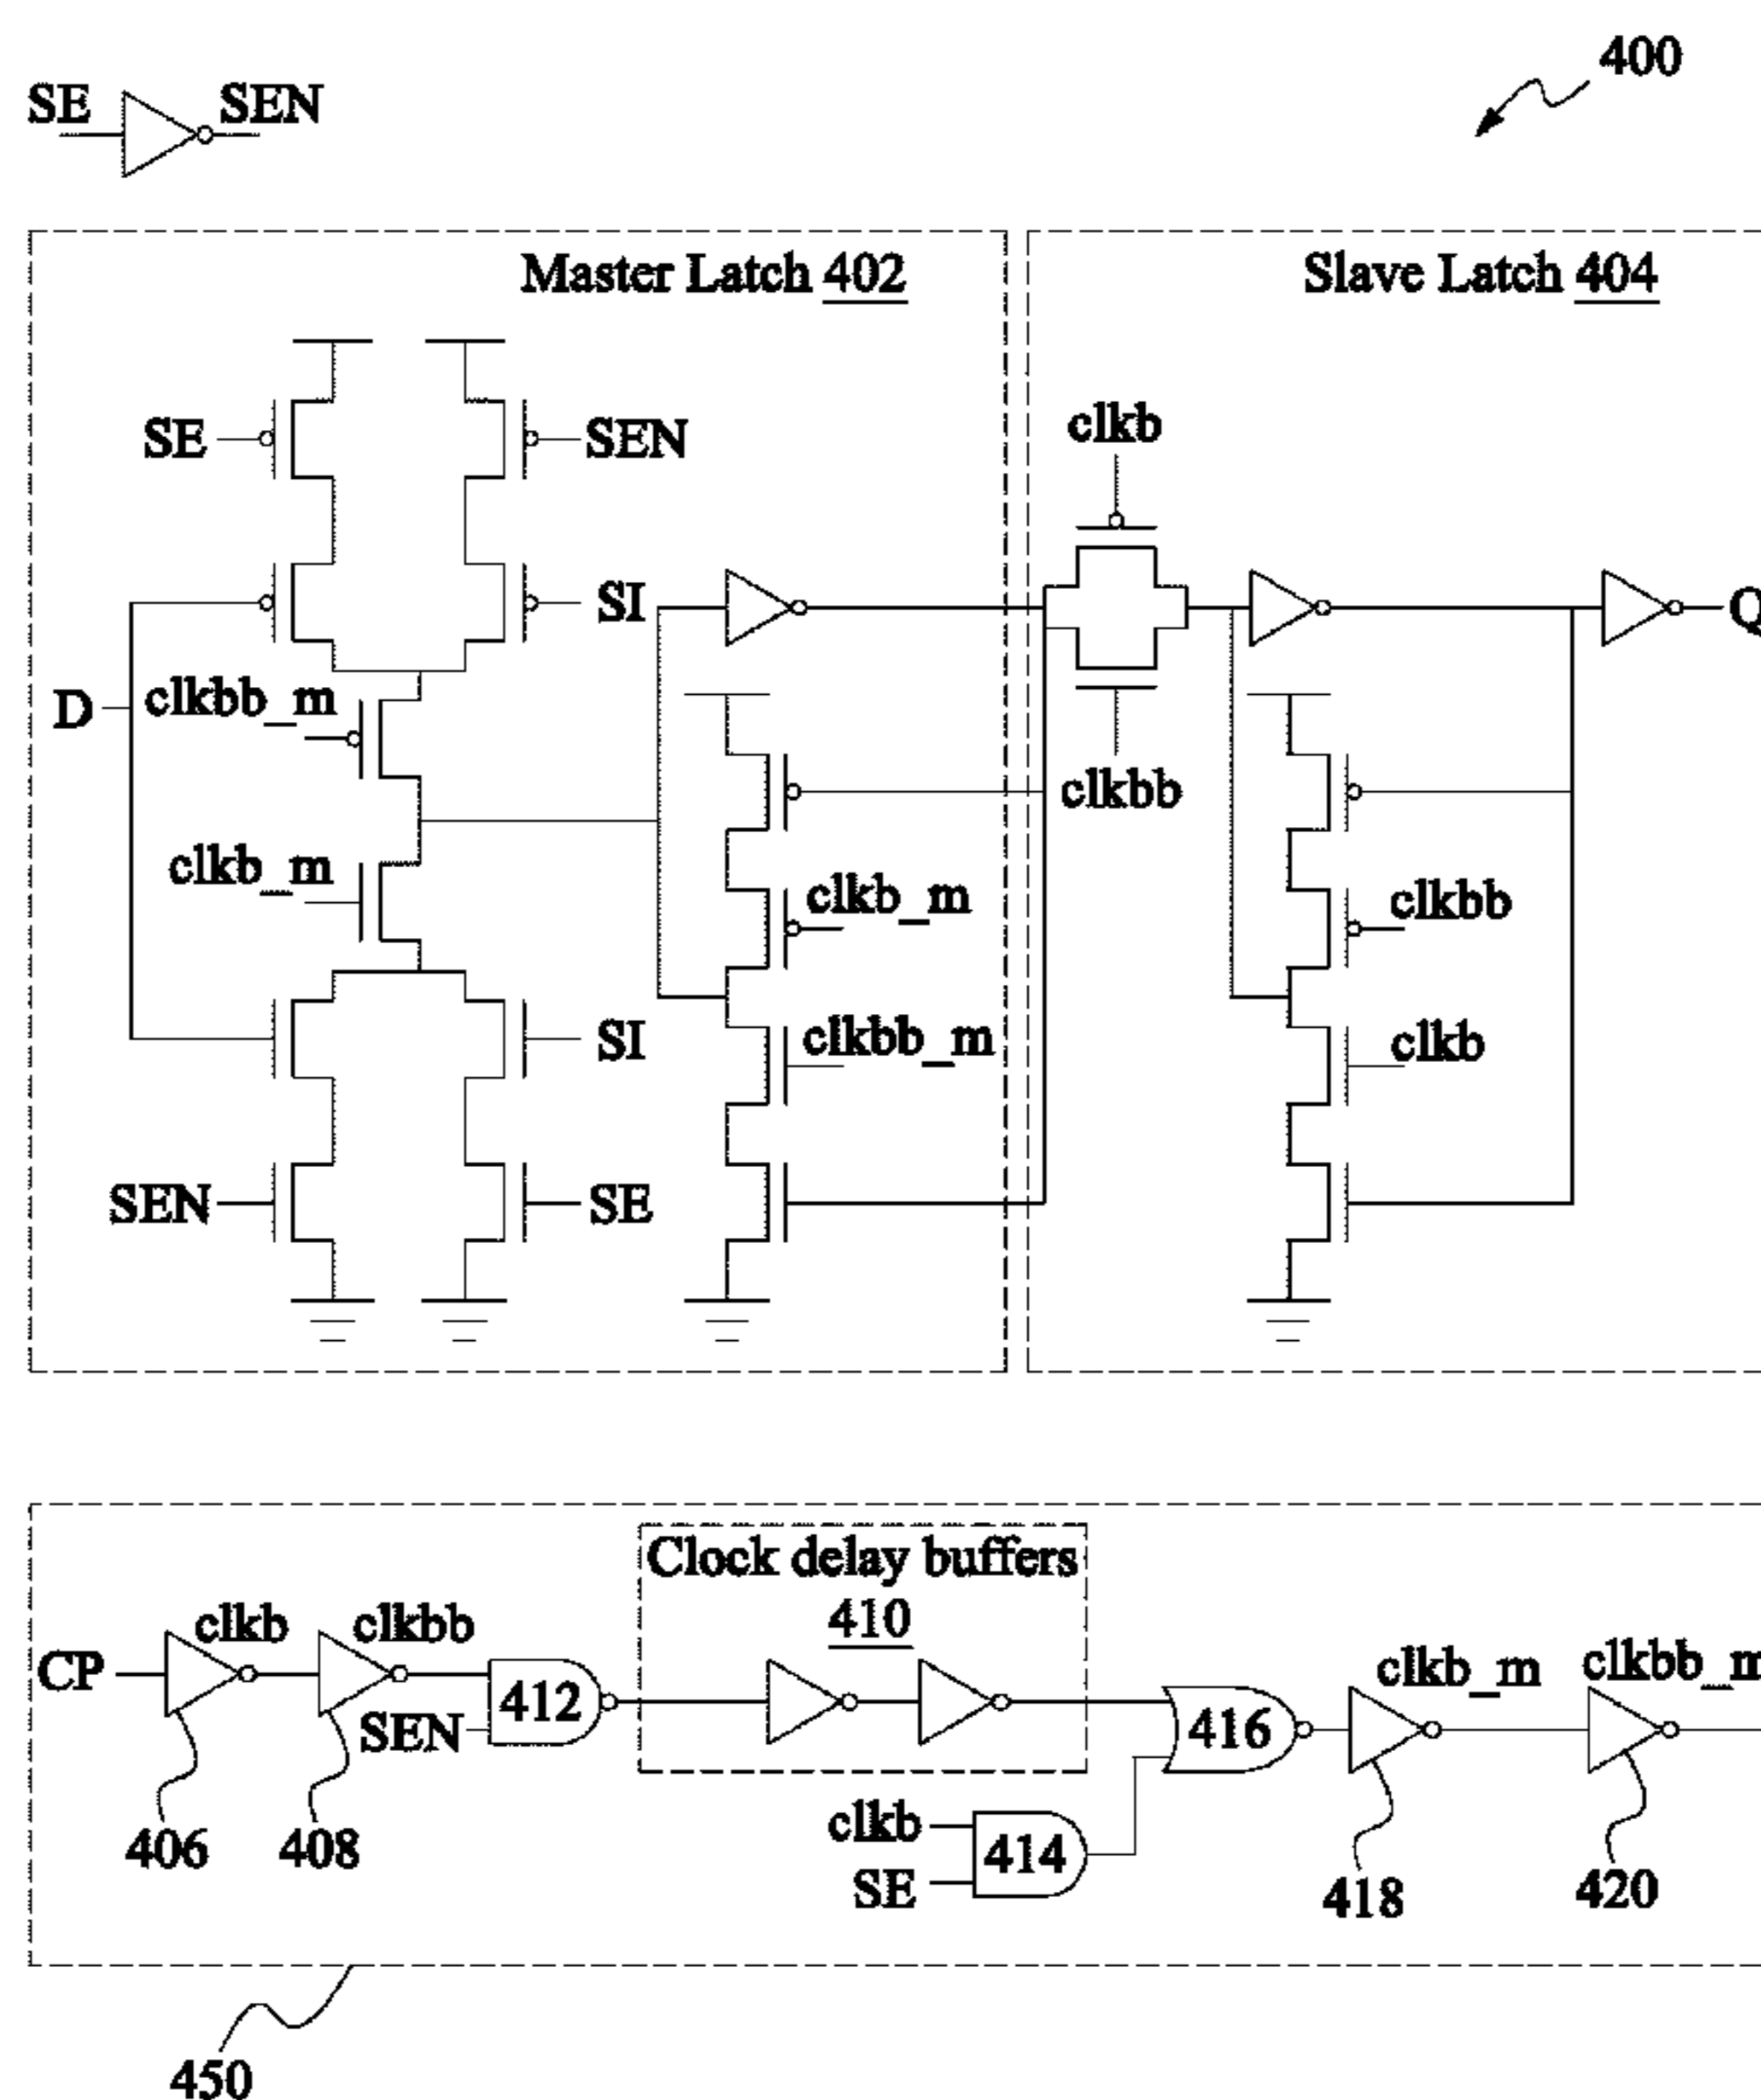 400
SE
SEN
Master Latch 402
Slave Latch 404
SE
SEN
clkb
SI
Q
D
clkbb_m
clkbb
clkb_m
clkb_m
clkbb
SI
clkbb_m
clkb
SEN
SE
Clock delay buffers
410
CP
clkb
clkbb
412
SEN
416
clkb_m
clkbb_m
clkb
414
SE
406
408
418
420
450